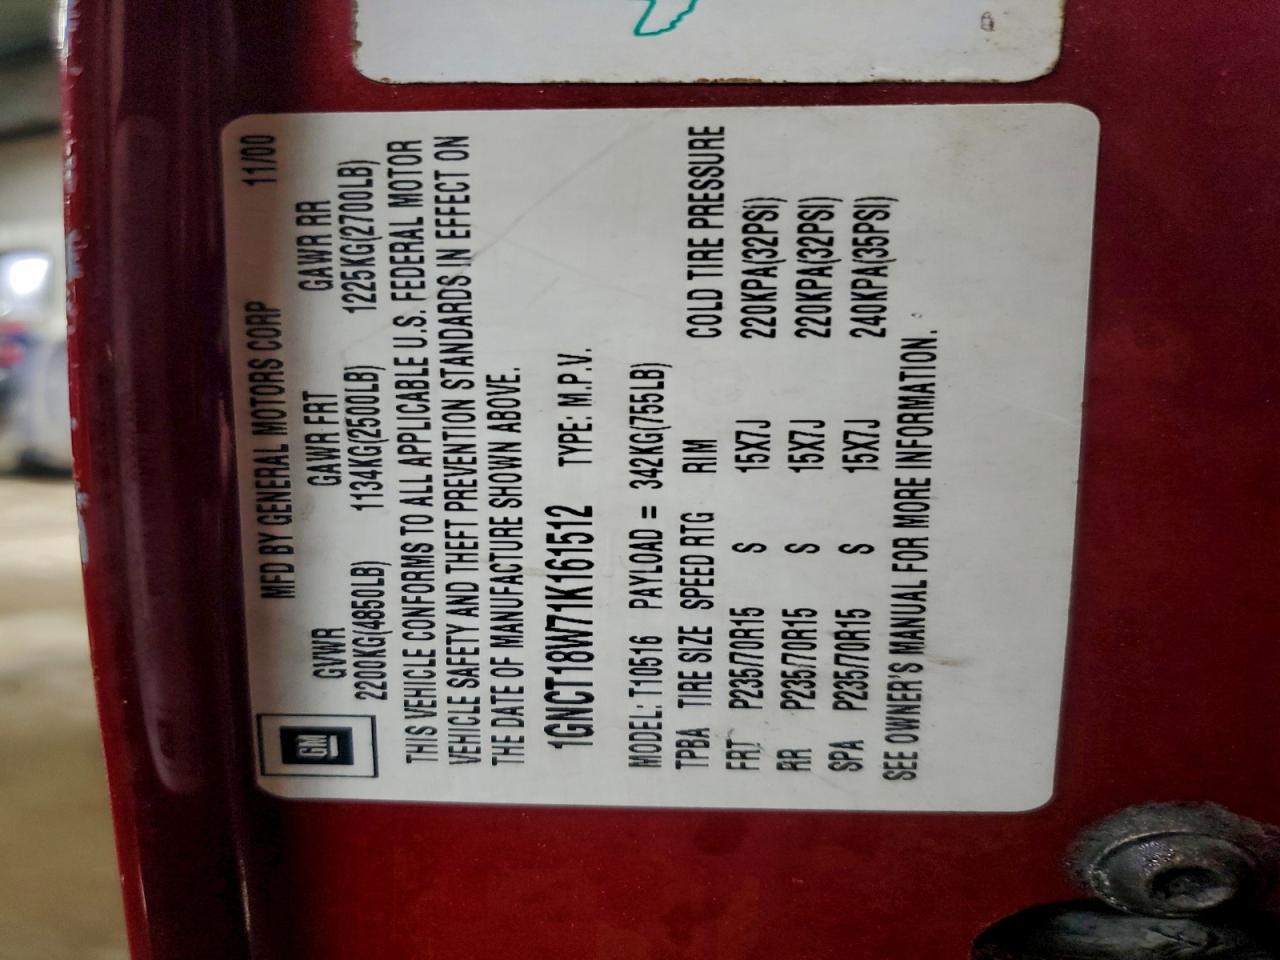 MFD BY GENERAL MOTORS CORP 11/00
GM
GVWR GAWR FRT GAWR RR
2200KG(4850LB) 1134KG(2500LB) 1225KG(2700LB)
THIS VEHICLE CONFORMS TO ALL APPLICABLE U.S. FEDERAL MOTOR
VEHICLE SAFETY AND THEFT PREVENTION STANDARDS IN EFFECT ON
THE DATE OF MANUFACTURE SHOWN ABOVE.
1GNCT18W71K161512 TYPE: M.P.V.
MODEL: T10516 PAYLOAD = 342KG(755LB)
TPBA TIRE SIZE SPEED RTG RIM COLD TIRE PRESSURE
FRT P235/70R15 S 15X7J 220KPA(32PSI)
RR P235/70R15 S 15X7J 220KPA(32PSI)
SPA P235/70R15 S 15X7J 240KPA(35PSI)
SEE OWNER'S MANUAL FOR MORE INFORMATION.